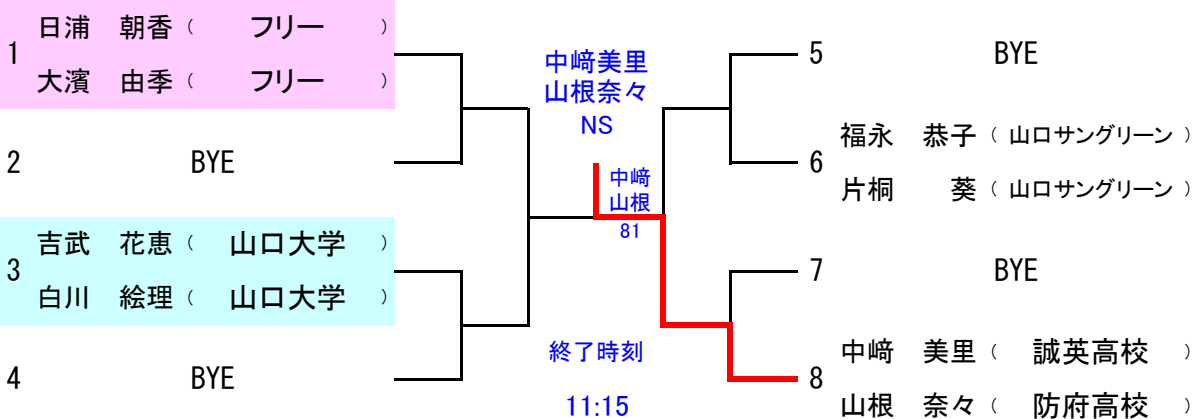 1
日浦　朝香（　フリー　）
大濱　由季（　フリー　）
2 BYE
3
吉武　花恵（　山口大学　）
白川　絵理（　山口大学　）
4 BYE
中﨑美里
山根奈々
NS
中﨑
山根
81
終了時刻
11:15
5 BYE
6
福永　恭子（ 山口サングリーン ）
片桐　　葵（ 山口サングリーン ）
7 BYE
8
中﨑　美里（　誠英高校　）
山根　奈々（　防府高校　）